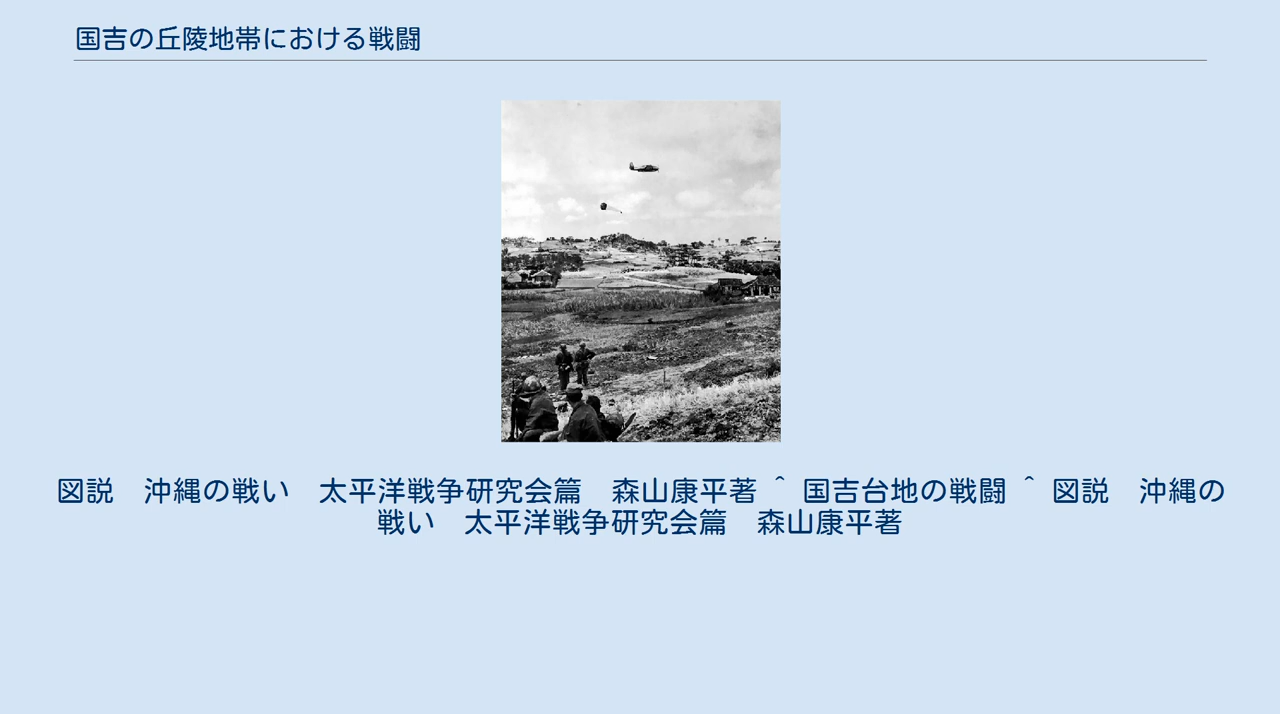 国吉の丘陵地帯における戦闘
図説　沖縄の戦い　太平洋戦争研究会篇　森山康平著 ＾ 国吉台地の戦闘 ＾ 図説　沖縄の
戦い　太平洋戦争研究会篇　森山康平著